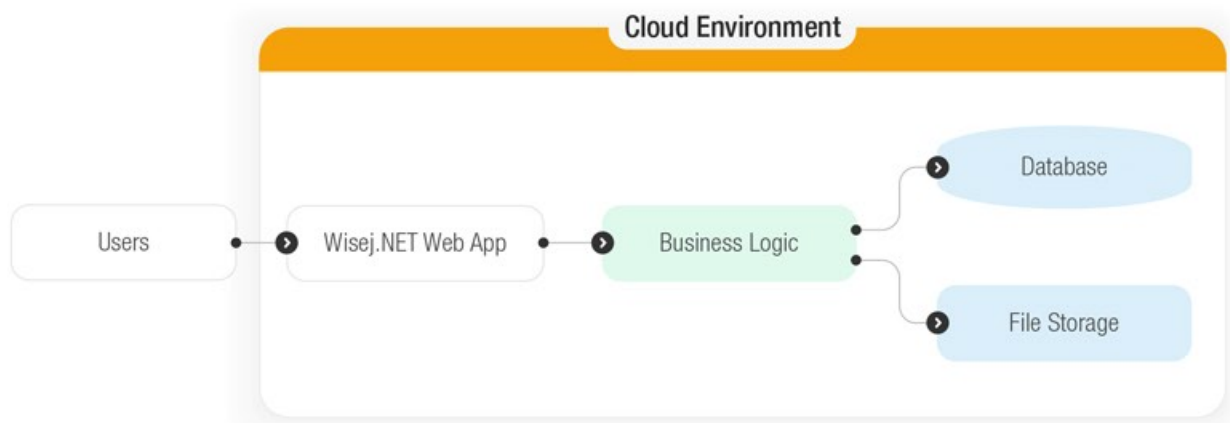 Cloud Environment
Users
Wisej.NET Web App
Business Logic
Database
File Storage